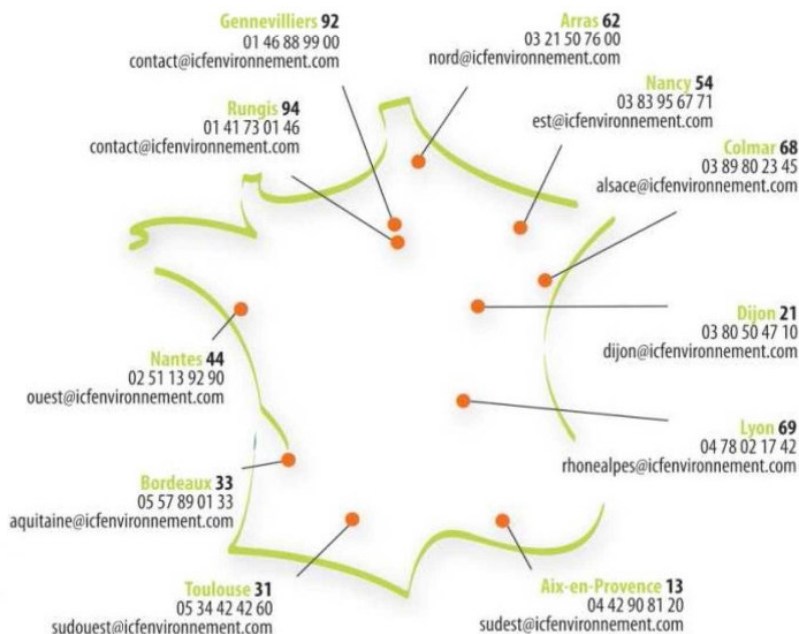 Gennevilliers 92
01 46 88 99 00
contact@icfenvironnement.com
Arras 62
03 21 50 76 00
nord@icfenvironnement.com
Nancy 54
03 83 95 67 71
est@icfenvironnement.com
Rungis 94
01 41 73 01 46
contact@icfenvironnement.com
Colmar 68
03 89 80 23 45
alsace@icfenvironnement.com
Dijon 21
03 80 50 47 10
dijon@icfenvironnement.com
Nantes 44
02 51 13 92 90
ouest@icfenvironnement.com
Lyon 69
04 78 02 17 42
rhonealpes@icfenvironnement.com
Bordeaux 33
05 57 89 01 33
aquitaine@icfenvironnement.com
Toulouse 31
05 34 42 42 60
sudouest@icfenvironnement.com
Aix-en-Provence 13
04 42 90 81 20
sudest@icfenvironnement.com